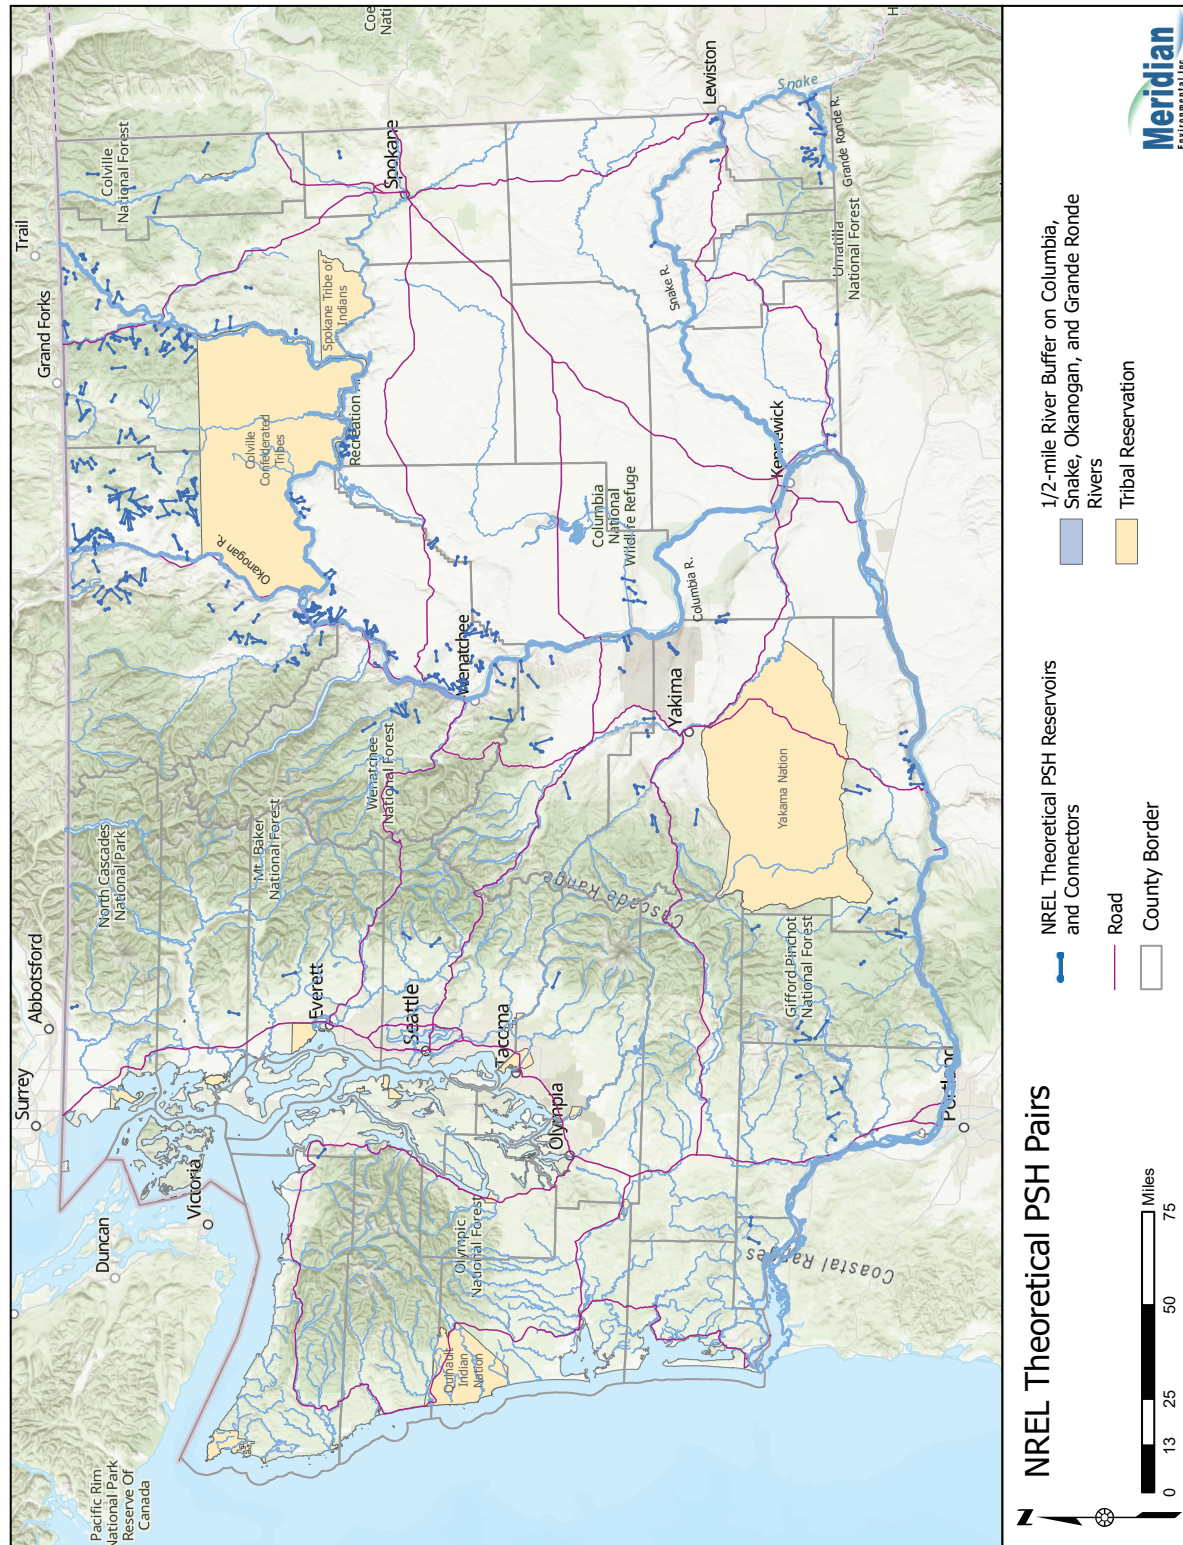 Pacific Rim
National Park
Reserve Of
Canada
Duncan
Victoria
Surrey
Abbotsford
Grand Forks
Trail
North Cascades
National Park
Mt. Baker
National Forest
Okanogan R.
Colville
Confederated
Tribes
Colville
National Forest
Spokane Tribe of
Indians
Spokane
Recreation
Everett
Seattle
Tacoma
Olympia
Olympic
National Forest
Quinault
Indian
Nation
Wenatchee
National Forest
Wenatchee
Columbia
National
Wildlife Refuge
Columbia R.
Cascade Range
Yakima
Yakama Nation
Kennewick
Snake R.
Lewiston
Snake
Grande Ronde R.
Umatilla
National Forest
Gifford Pinchot
National Forest
Coastal Ranges
Portland
NREL Theoretical PSH Pairs
N
0
13
25
50
75
Miles
NREL Theoretical PSH Reservoirs
and Connectors
Road
County Border
1/2-mile River Buffer on Columbia,
Snake, Okanogan, and Grande Ronde
Rivers
Tribal Reservation
Meridian
Environmental Inc.